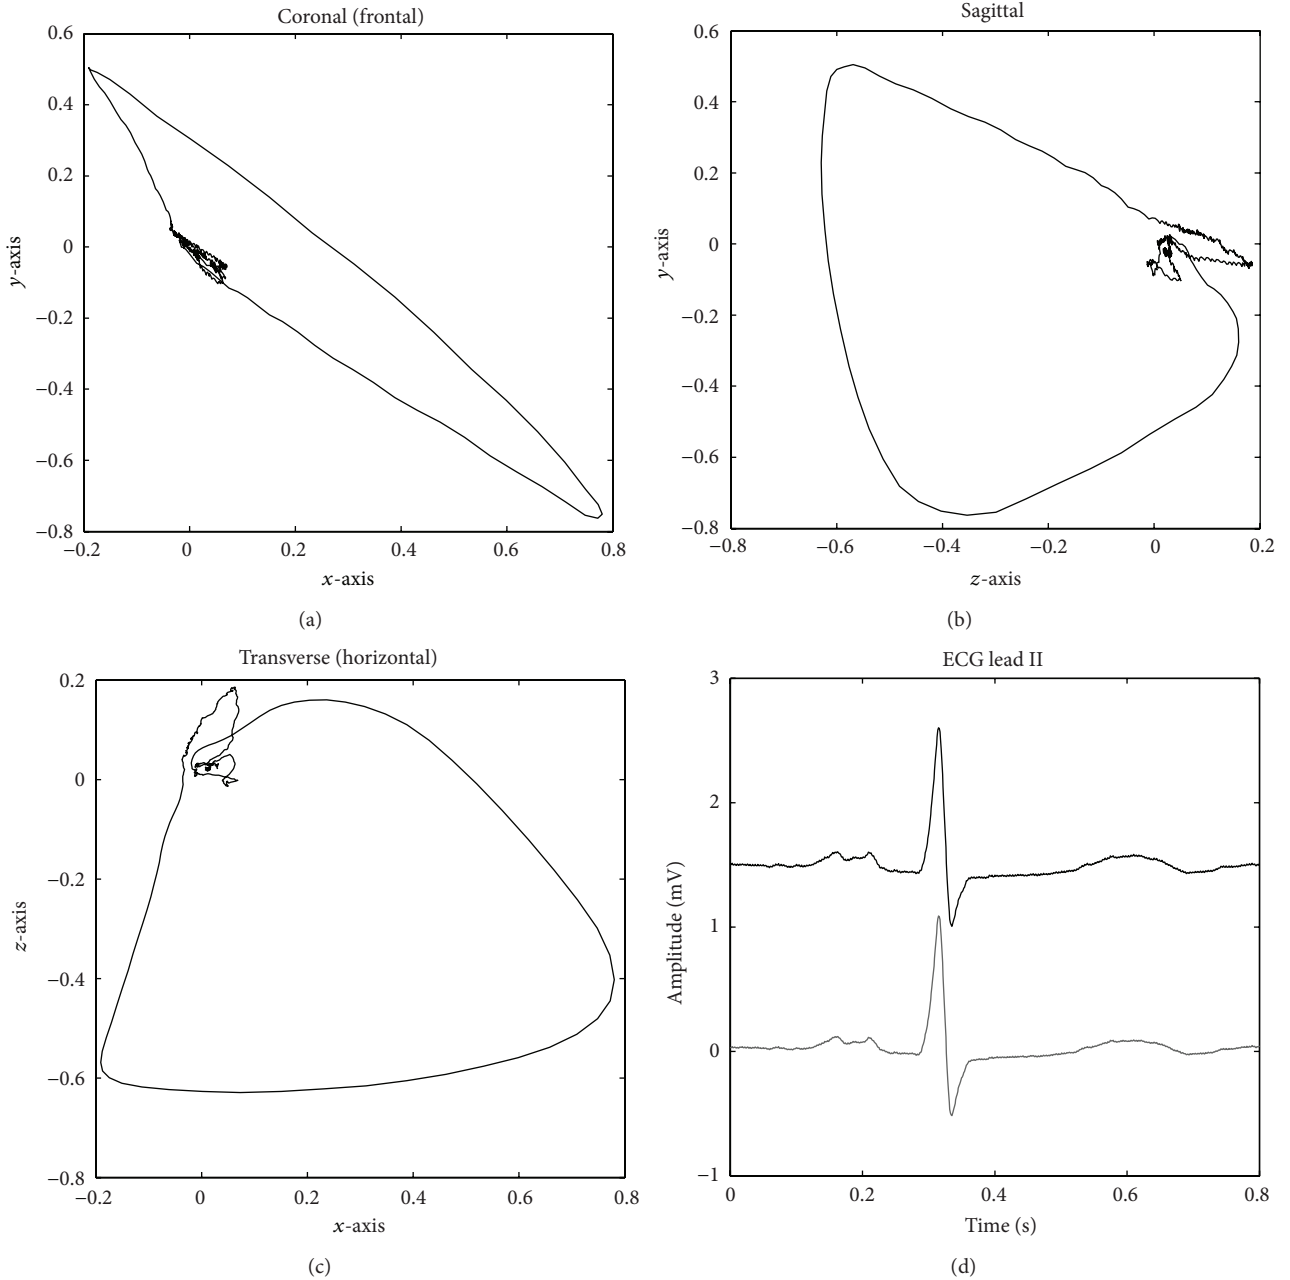 Coronal (frontal)
0.6
0.4
0.2
0
−0.2
−0.4
−0.6
−0.8
y-axis
−0.2 0 0.2 0.4 0.6 0.8
x-axis
(a)
Sagittal
0.6
0.4
0.2
0
−0.2
−0.4
−0.6
−0.8
y-axis
−0.8 −0.6 −0.4 −0.2 0 0.2
z-axis
(b)
Transverse (horizontal)
0.2
0
−0.2
−0.4
−0.6
−0.8
z-axis
−0.2 0 0.2 0.4 0.6 0.8
x-axis
(c)
ECG lead II
3
2
1
0
−1
Amplitude (mV)
0 0.2 0.4 0.6 0.8
Time (s)
(d)